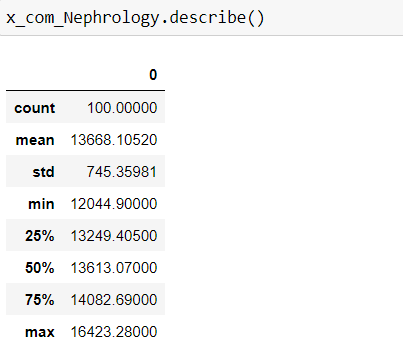 x_com_Nephrology.describe()
0
count 100.00000
mean 13668.10520
std 745.35981
min 12044.90000
25% 13249.40500
50% 13613.07000
75% 14082.69000
max 16423.28000